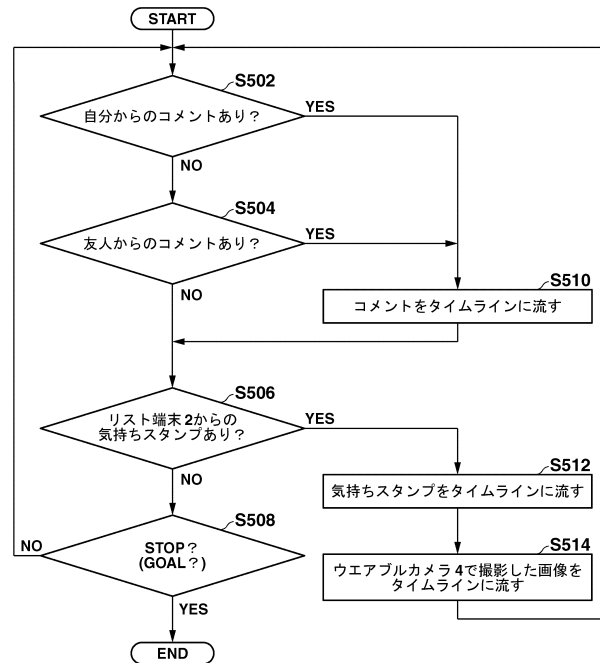 START
S502
自分からのコメントあり？
YES
NO
S504
友人からのコメントあり？
YES
NO
S510
コメントをタイムラインに流す
S506
リスト端末2からの
気持ちスタンプあり？
YES
NO
S512
気持ちスタンプをタイムラインに流す
S508
STOP？
(GOAL？)
NO
YES
S514
ウエアブルカメラ4で撮影した画像を
タイムラインに流す
END